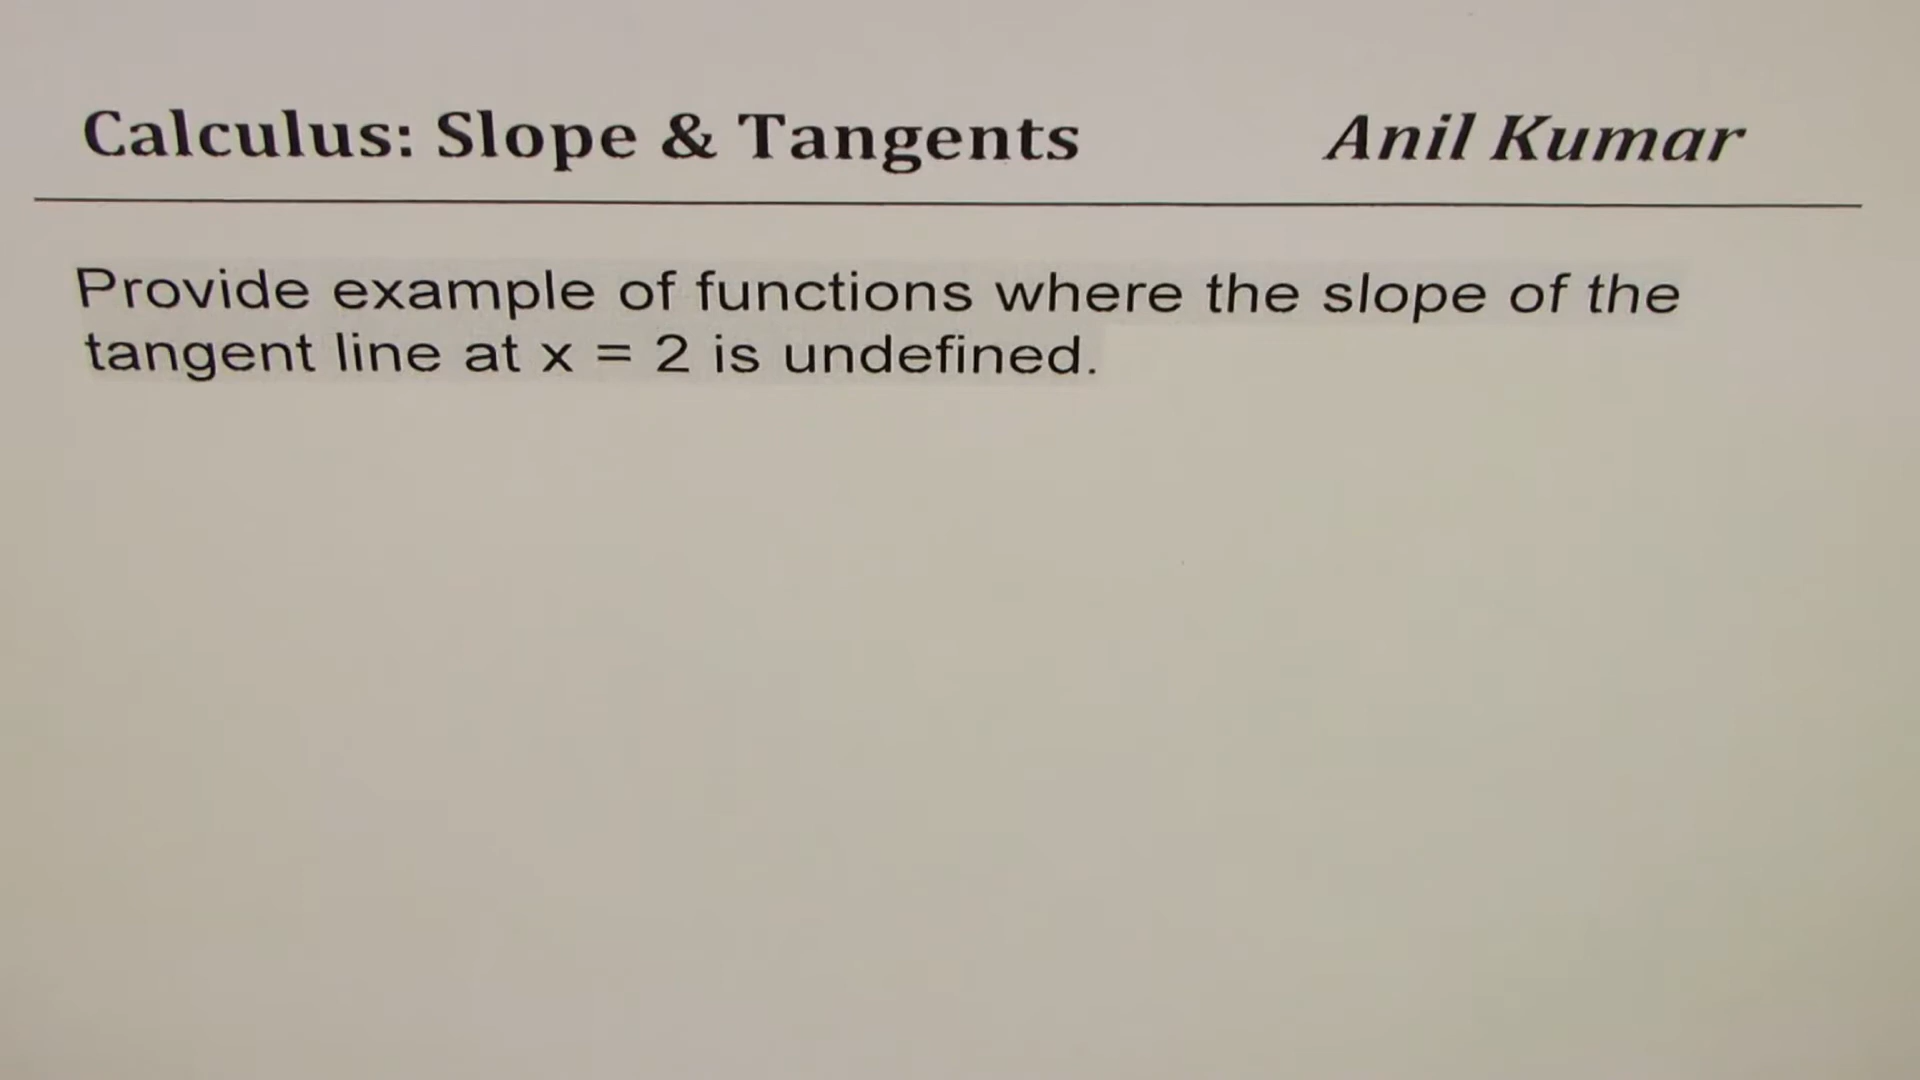 Calculus: Slope & Tangents Anil Kumar
Provide example of functions where the slope of the
tangent line at x = 2 is undefined.